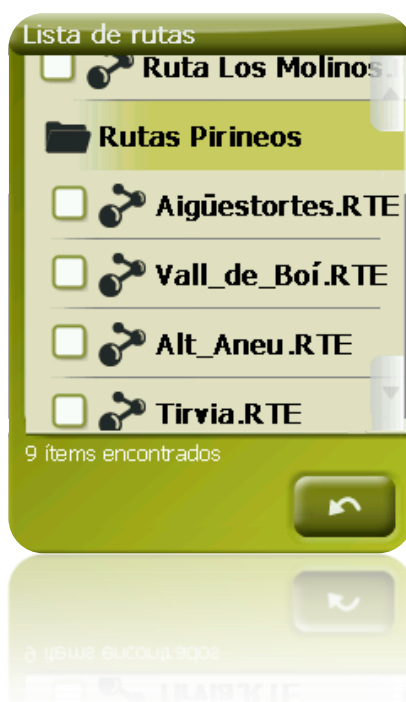 Lista de rutas
Ruta Los Molinos.
Rutas Pirineos
Aigüestortes.RTE
Vall_de_Boí.RTE
Alt_Aneu.RTE
Tirvia.RTE
9 ítems encontrados